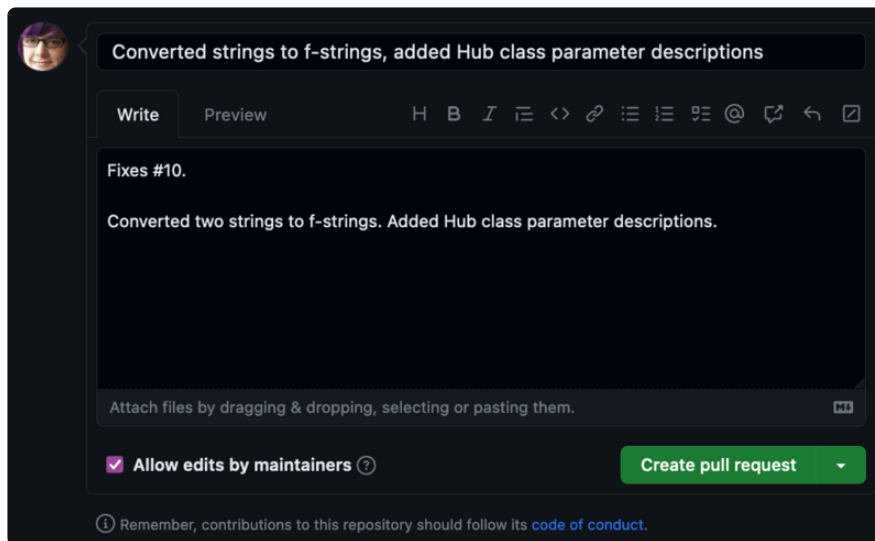 Converted strings to f-strings, added Hub class parameter descriptions
Write Preview
Fixes #10.
Converted two strings to f-strings. Added Hub class parameter descriptions.
Attach files by dragging & dropping, selecting or pasting them.
Allow edits by maintainers
Create pull request
Remember, contributions to this repository should follow its code of conduct.